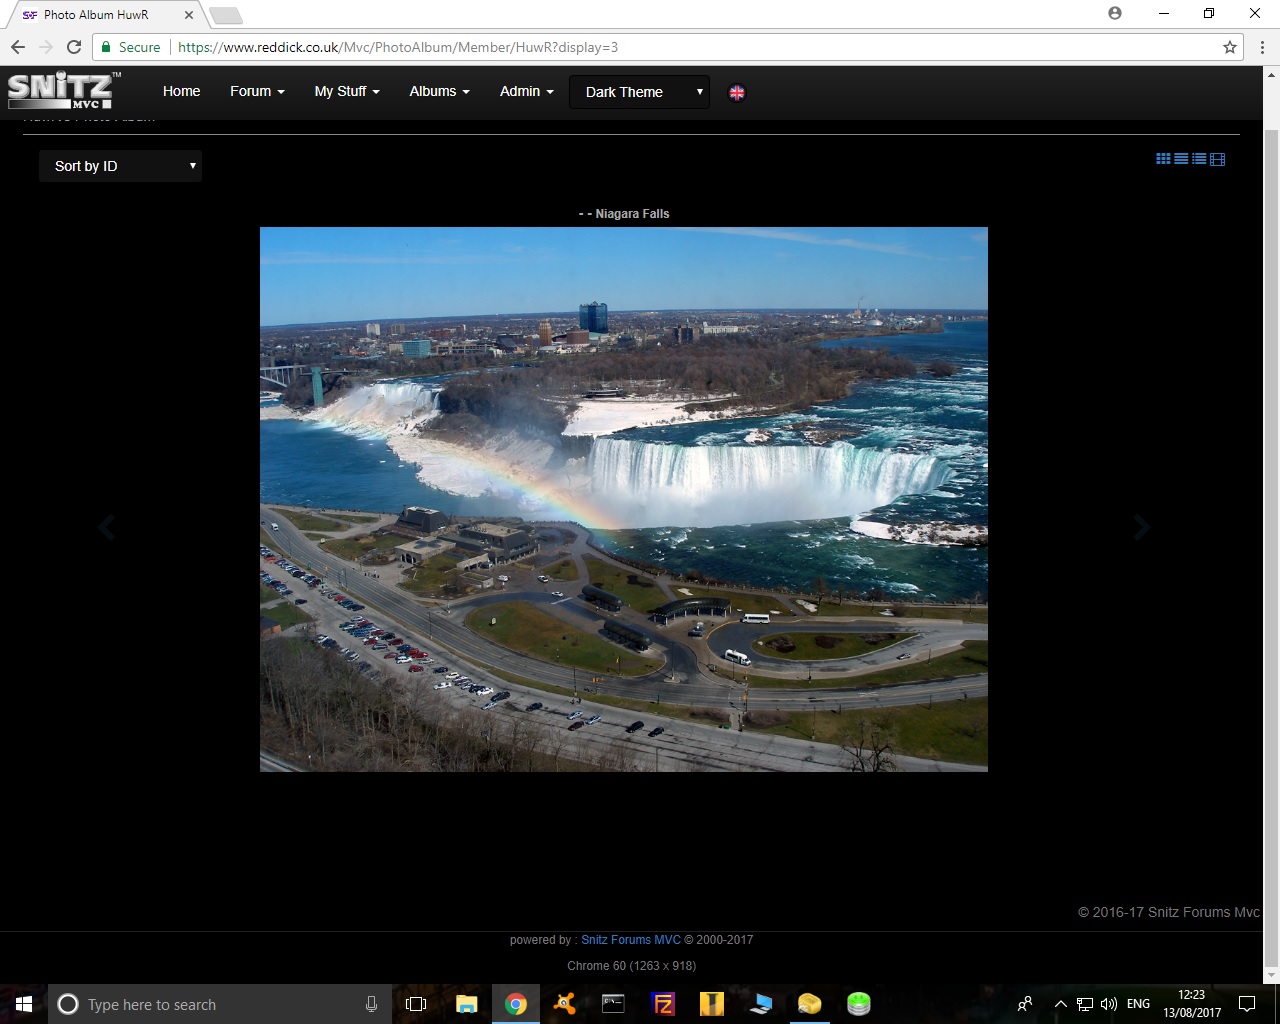 Photo Album HuwR
Secure
https://www.reddick.co.uk/Mvc/PhotoAlbum/Member/HuwR?display=3
SNITZ™
MVC
Home
Forum
My Stuff
Albums
Admin
Dark Theme
Sort by ID
- - Niagara Falls
© 2016-17 Snitz Forums Mvc
powered by : Snitz Forums MVC © 2000-2017
Chrome 60 (1263 x 918)
Type here to search
ENG
12:23
13/08/2017